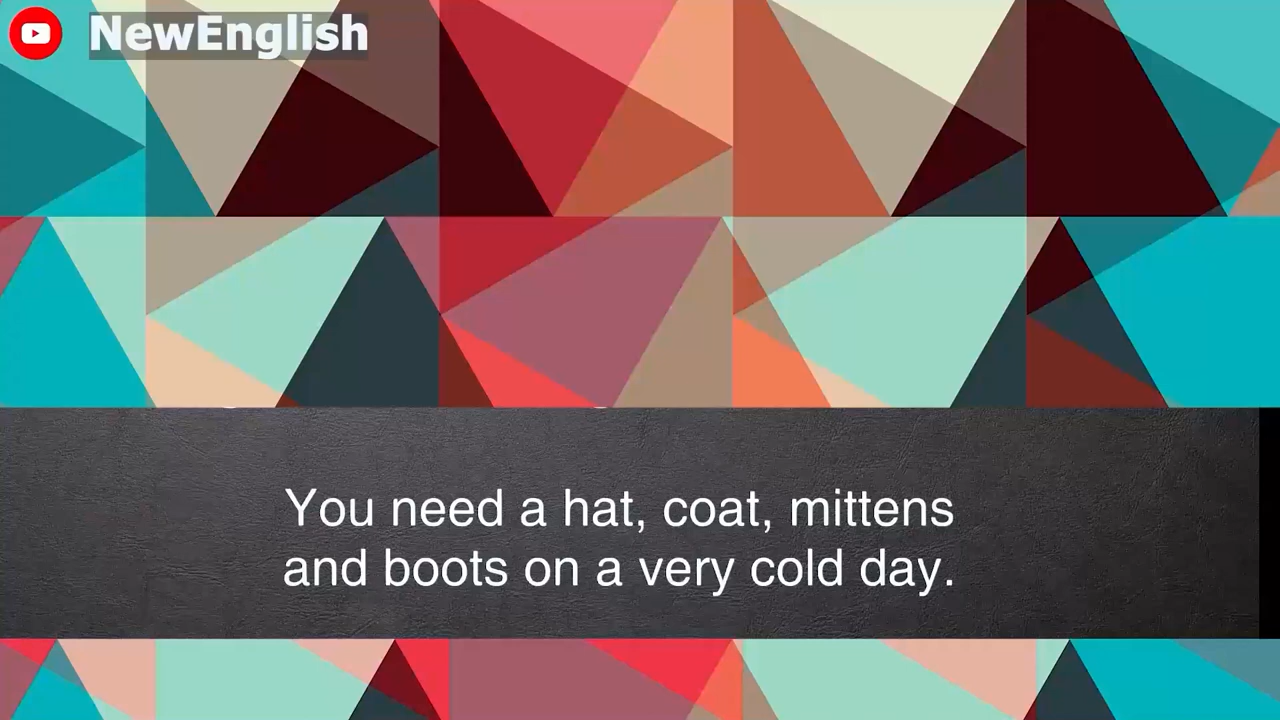 NewEnglish
You need a hat, coat, mittens
and boots on a very cold day.